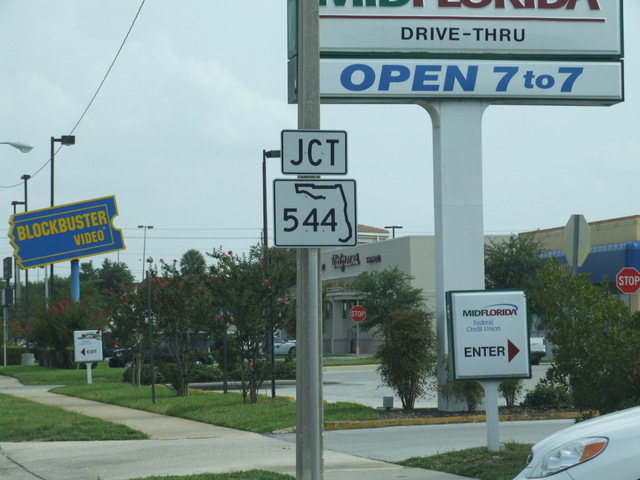 MIDFLORIDA
DRIVE-THRU
OPEN 7 to 7
JCT
544
BLOCKBUSTER
VIDEO
STOP
STOP
MIDFLORIDA
Federal
Credit Union
ENTER
EXIT